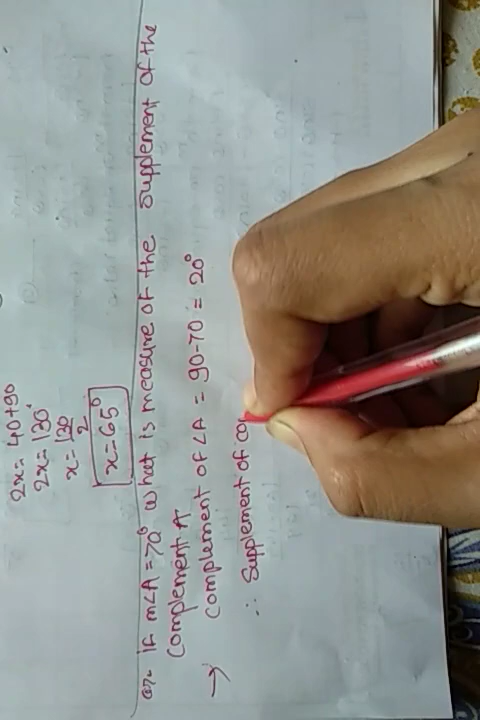 2x = 40+90
2x = 130°
x = 130/2
x = 65°
Q7- If m∠A = 70° what is measure of the supplement of the
complement A
→ complement of ∠A = 90-70 = 20°
∴ Supplement of co